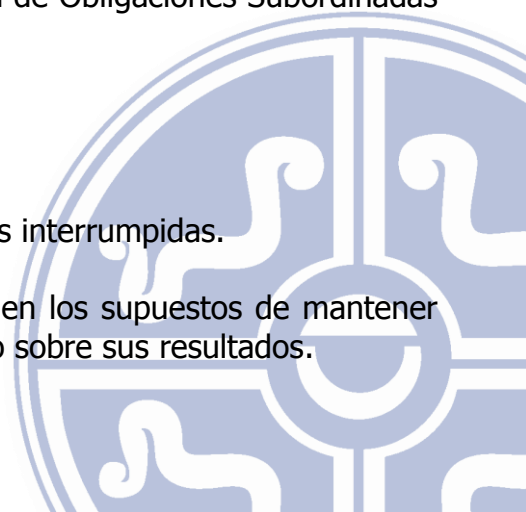 de Obligaciones Subordinadas
s interrumpidas.
en los supuestos de mantener
o sobre sus resultados.